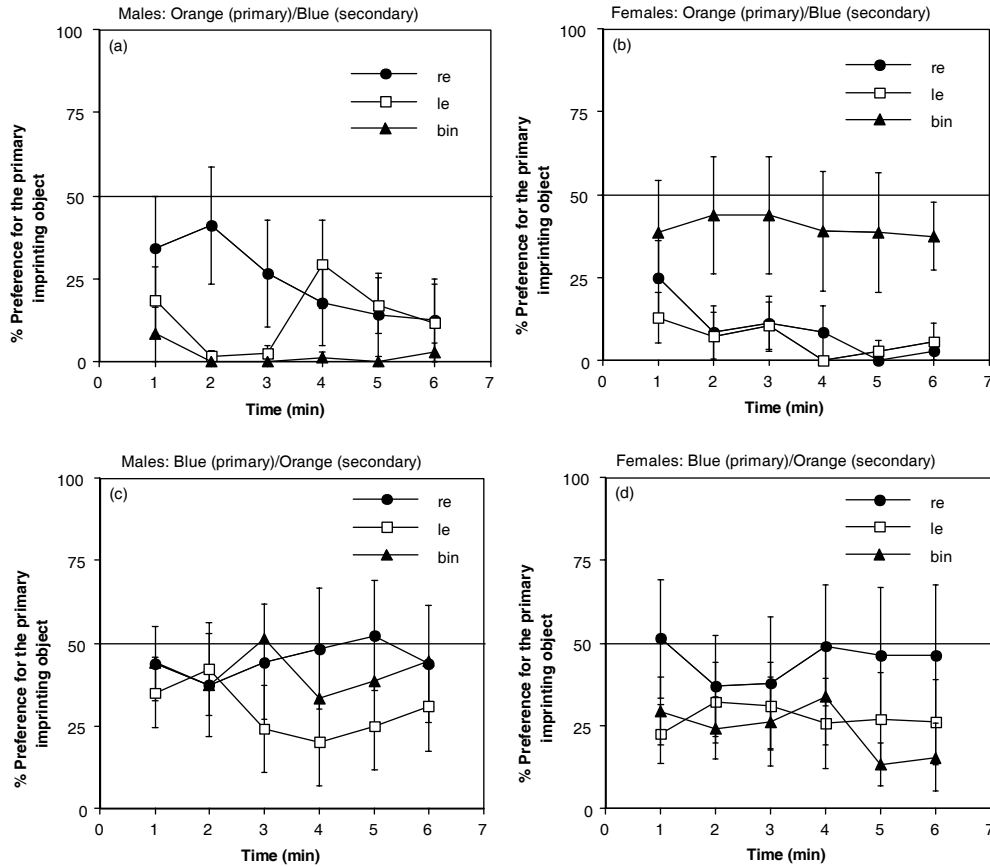 Males: Orange (primary)/Blue (secondary)
(a)
re
le
bin
100
75
50
25
0
% Preference for the primary
imprinting object
0 1 2 3 4 5 6 7
Time (min)
Females: Orange (primary)/Blue (secondary)
(b)
re
le
bin
100
75
50
25
0
% Preference for the primary
imprinting object
0 1 2 3 4 5 6 7
Time (min)
Males: Blue (primary)/Orange (secondary)
(c)
re
le
bin
100
75
50
25
0
% Preference for the primary
imprinting object
0 1 2 3 4 5 6 7
Time (min)
Females: Blue (primary)/Orange (secondary)
(d)
re
le
bin
100
75
50
25
0
% Preference for the primary
imprinting object
0 1 2 3 4 5 6 7
Time (min)